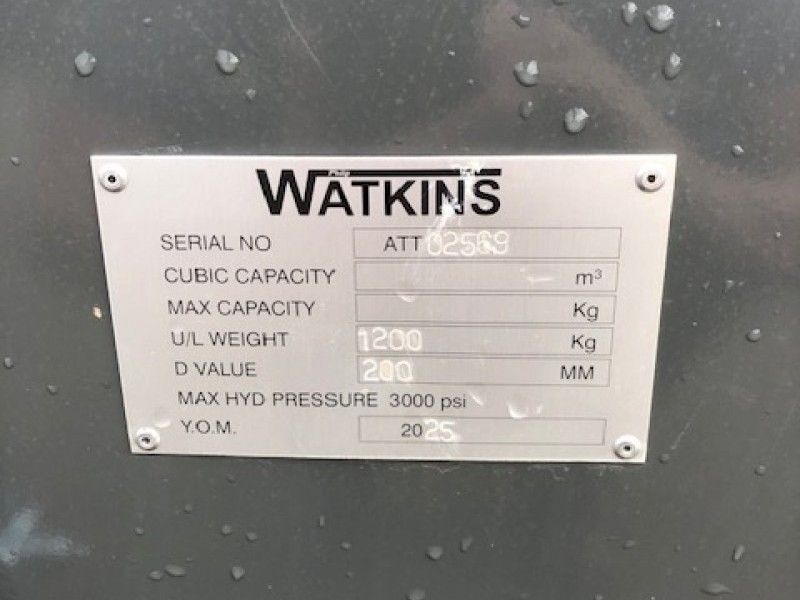 Philip
WATKINS
SERIAL NO ATT 02569
CUBIC CAPACITY m³
MAX CAPACITY Kg
U/L WEIGHT 1200 Kg
D VALUE 200 MM
MAX HYD PRESSURE 3000 psi
Y.O.M. 2025